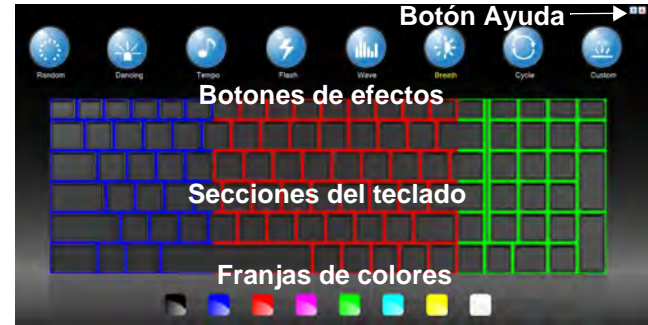 Botón Ayuda
Random Dancing Tempo Flash Wave Breath Cycle Custom
Botones de efectos
Secciones del teclado
Franjas de colores